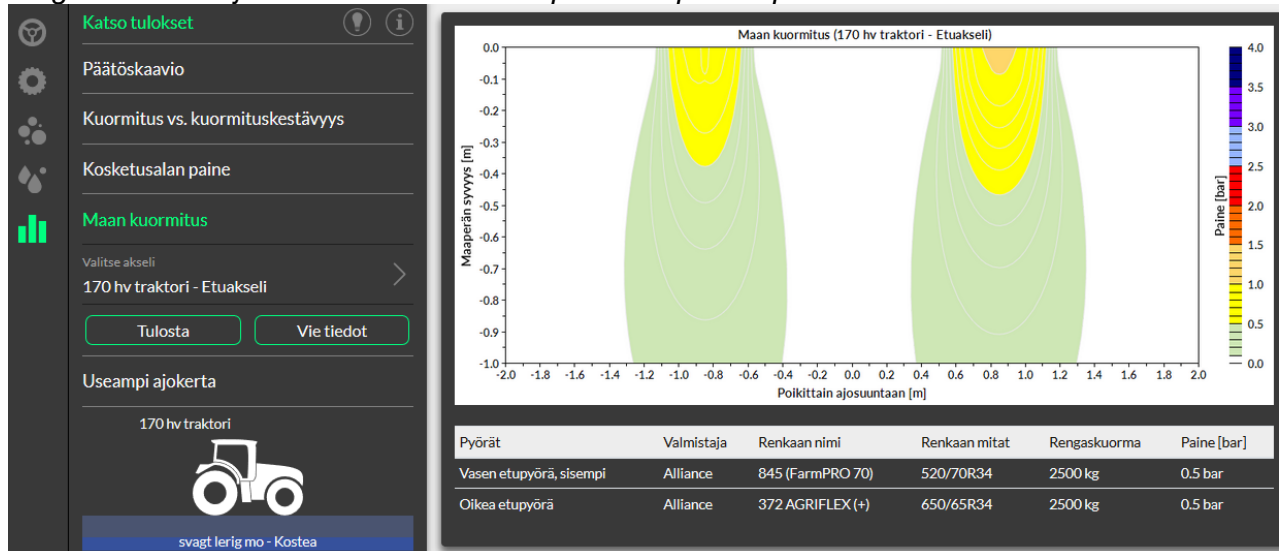 Katso tulokset
Päätöskaavio
Kuormitus vs. kuormituskestävyys
Kosketusalan paine
Maan kuormitus
Valitse akseli
170 hv traktori - Etuakseli
Tulosta Vie tiedot
Useampi ajokerta
170 hv traktori
svagt lerig mo - Kostea
Maan kuormitus (170 hv traktori - Etuakseli)
Maaperän syvyys [m]
0.0
-0.1
-0.2
-0.3
-0.4
-0.5
-0.6
-0.7
-0.8
-0.9
-1.0
-2.0 -1.8 -1.6 -1.4 -1.2 -1.0 -0.8 -0.6 -0.4 -0.2 0.0 0.2 0.4 0.6 0.8 1.0 1.2 1.4 1.6 1.8 2.0
Poikittain ajosuuntaan [m]
Paine [bar]
4.0
3.5
3.0
2.5
2.0
1.5
1.0
0.5
0.0
Pyörät Valmistaja Renkaan nimi Renkaan mitat Rengaskuorma Paine [bar]
Vasen etupyörä, sisempi Alliance 845 (FarmPRO 70) 520/70R34 2500 kg 0.5 bar
Oikea etupyörä Alliance 372 AGRIFLEX (+) 650/65R34 2500 kg 0.5 bar